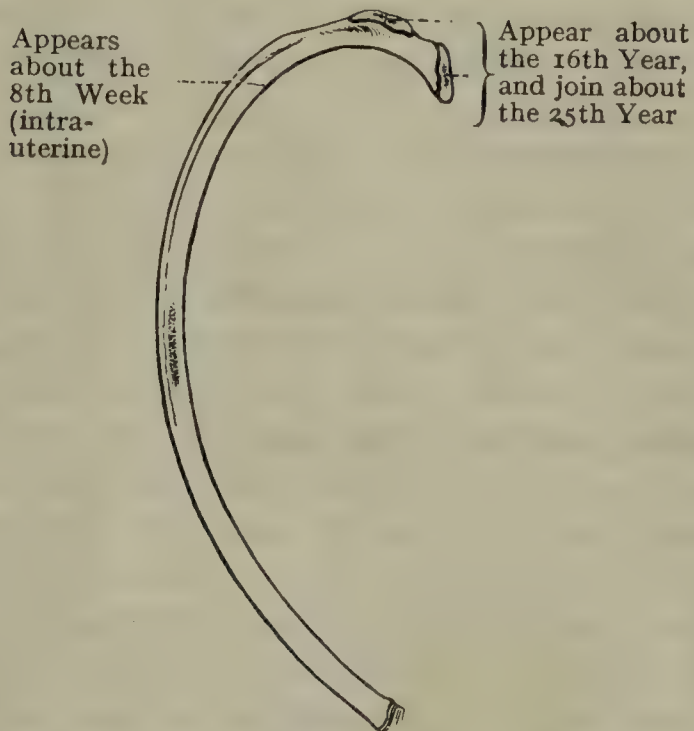 Appears
about the
8th Week
(intra-
uterine)
Appear about
the 16th Year,
and join about
the 25th Year